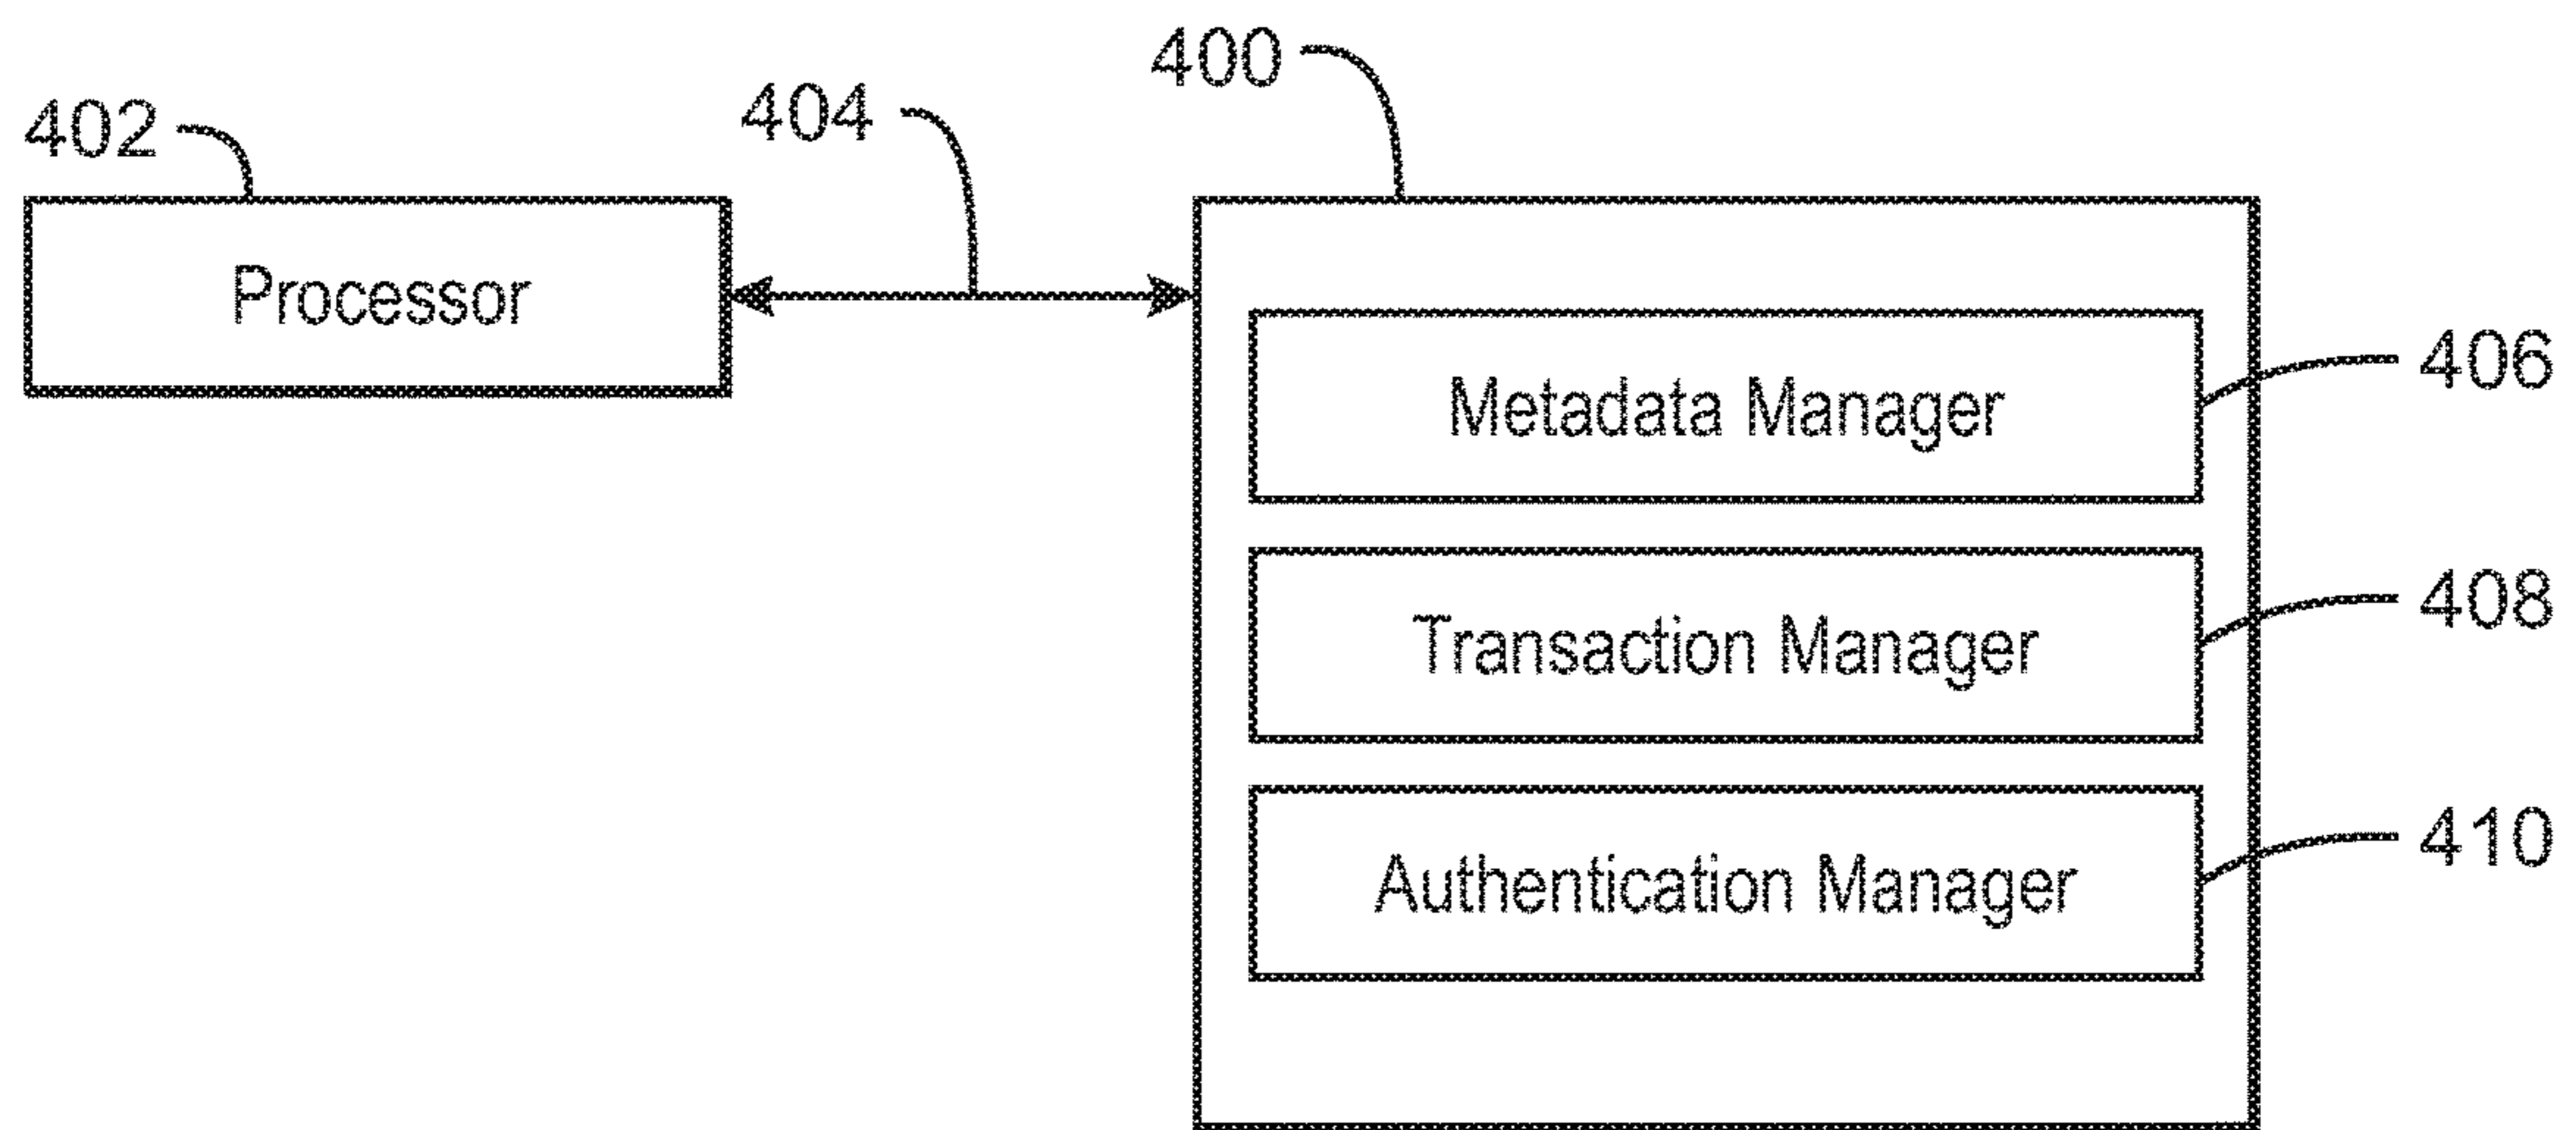 400
404
402
Processor
406
Metadata Manager
408
Transaction Manager
410
Authentication Manager